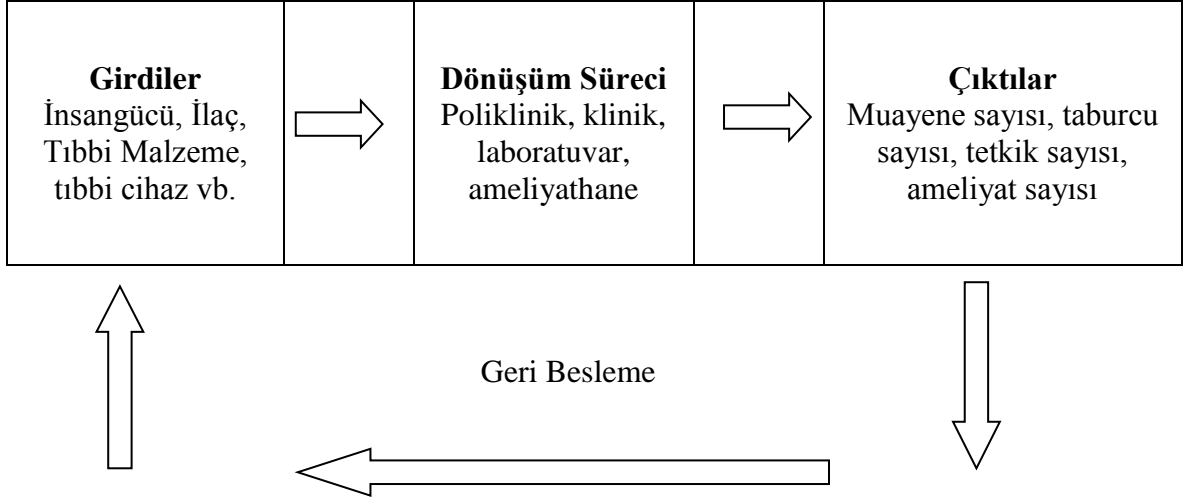 Girdiler
İnsangücü, İlaç,
Tıbbi Malzeme,
tıbbi cihaz vb.
Dönüşüm Süreci
Poliklinik, klinik,
laboratuvar,
ameliyathane
Çıktılar
Muayene sayısı, taburcu
sayısı, tetkik sayısı,
ameliyat sayısı
Geri Besleme